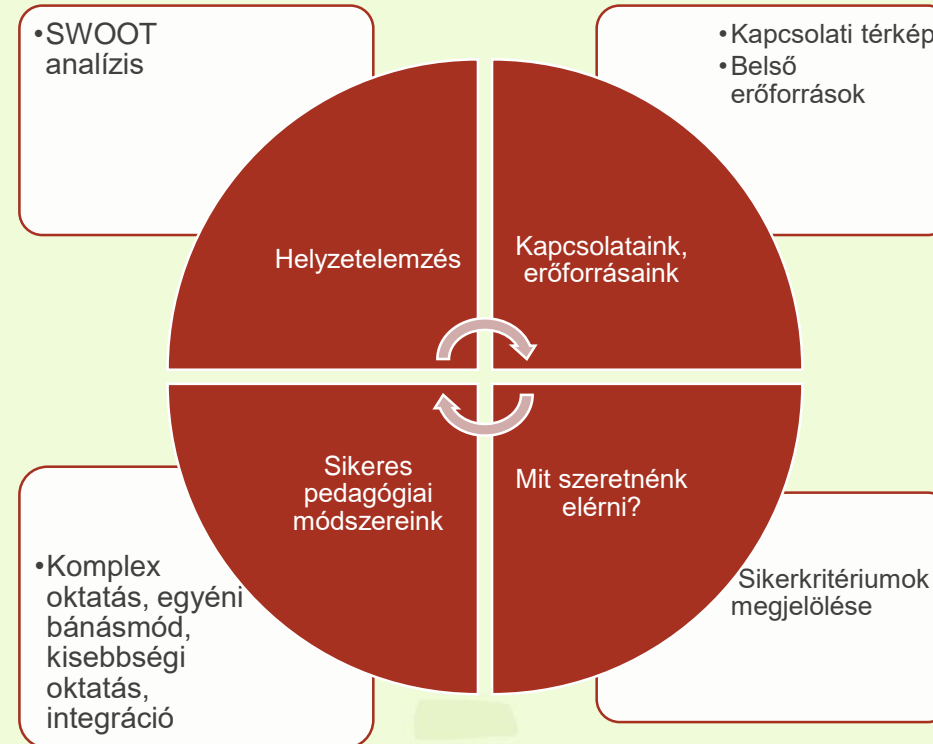 •SWOOT
analízis
•Kapcsolati térkép
•Belső
erőforrások
Helyzetelemzés
Kapcsolataink,
erőforrásaink
Sikeres
pedagógiai
módszereink
Mit szeretnénk
elérni?
•Komplex
oktatás, egyéni
bánásmód,
kisebbségi
oktatás,
integráció
Sikerkritériumok
megjelölése